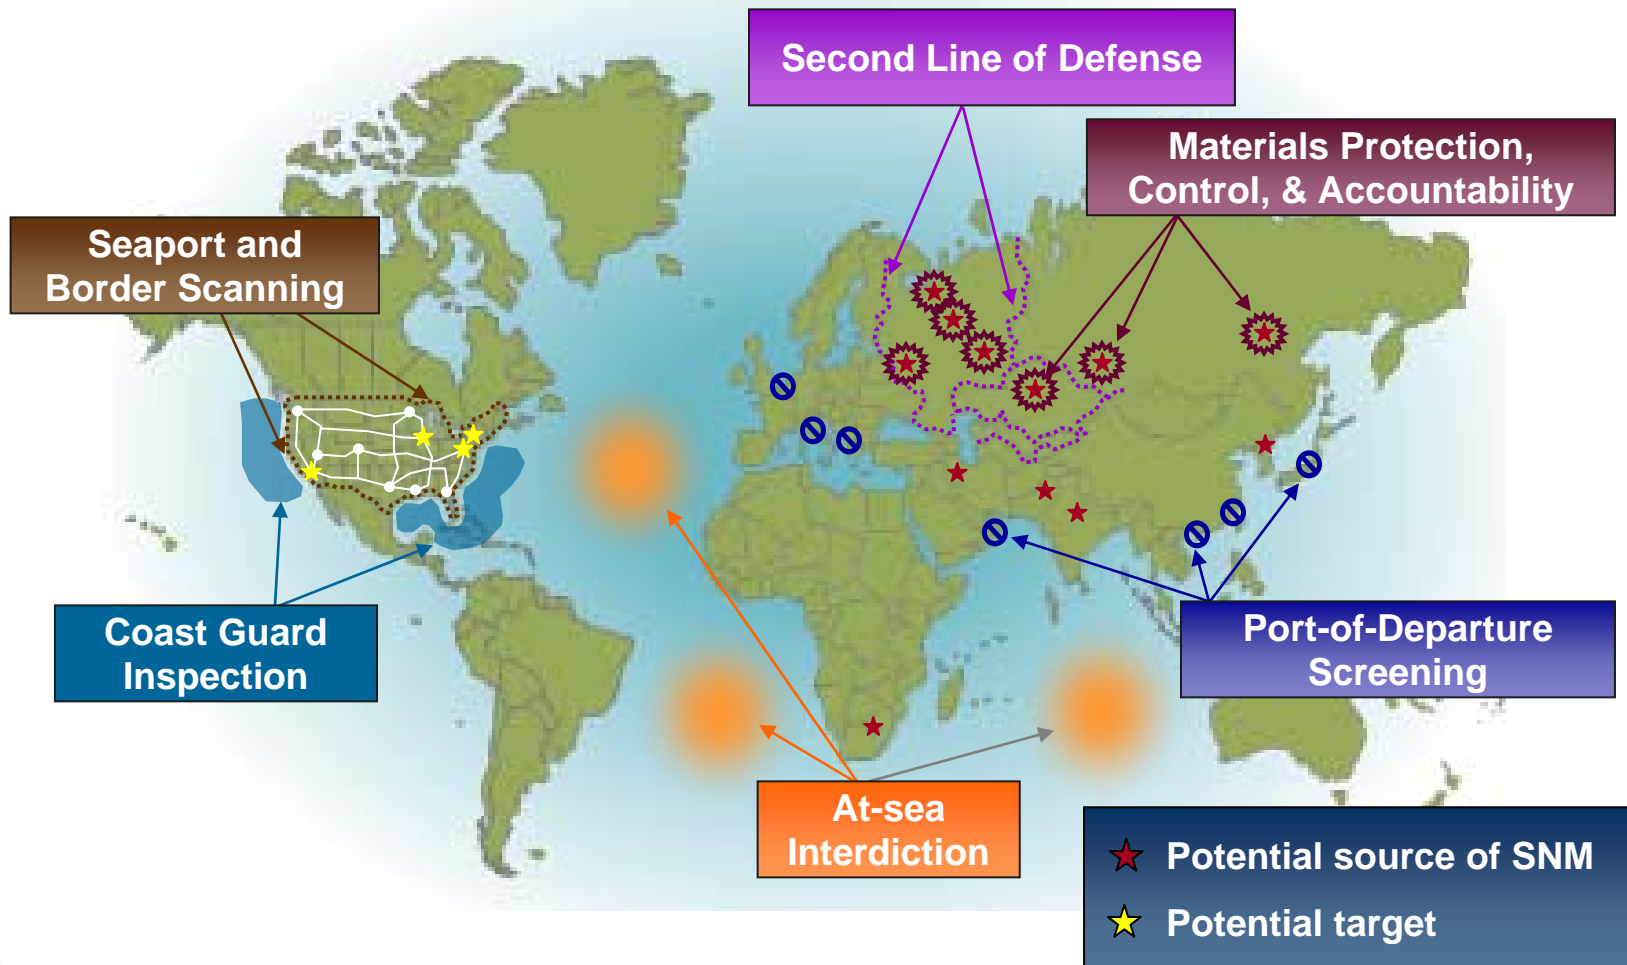 Second Line of Defense
Materials Protection,
Control, & Accountability
Seaport and
Border Scanning
Coast Guard
Inspection
Port-of-Departure
Screening
At-sea
Interdiction
Potential source of SNM
Potential target